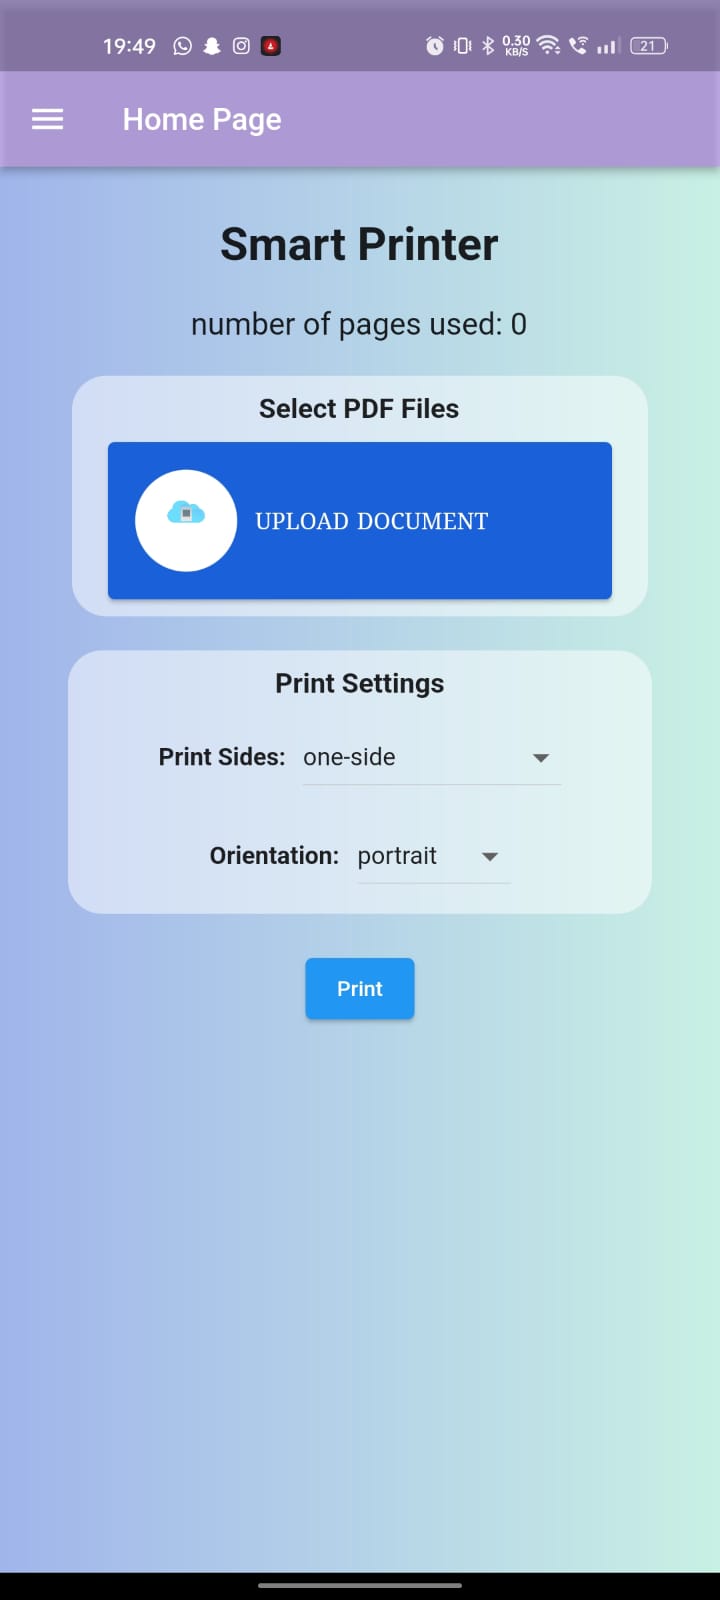 19:49 0.30 KB/S 21
Home Page
Smart Printer
number of pages used: 0
Select PDF Files
UPLOAD DOCUMENT
Print Settings
Print Sides: one-side
Orientation: portrait
Print